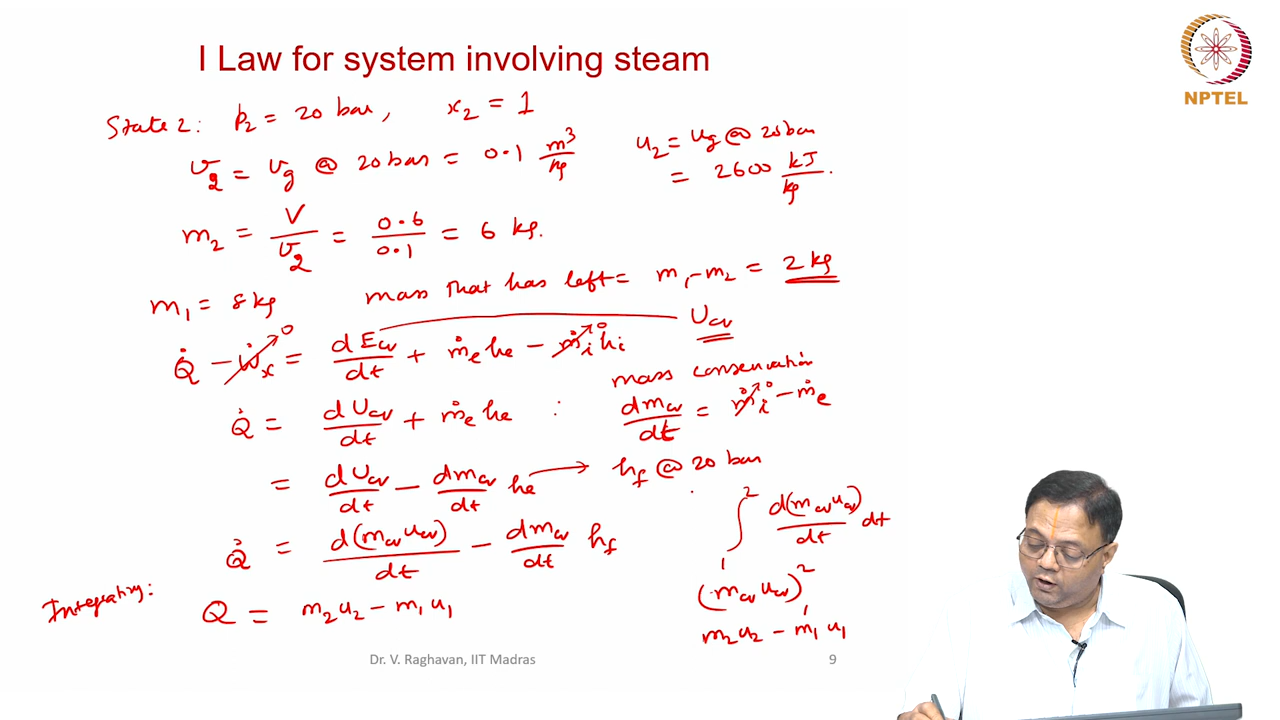 I Law for system involving steam
NPTEL
State 2: p₂ = 20 bar, x₂ = 1
v₂ = vg @ 20 bar = 0.1 m³/kg
u₂ = ug @ 20 bar
= 2600 kJ/kg.
m₂ = V/v₂ = 0.6/0.1 = 6 kg.
m₁ = 8 kg mass that has left = m₁ - m₂ = 2 kg
Q̇ - Ẇx⁰ = dEcv/dt + ṁe he - ṁi⁰ hi Ucv
mass conservation
Q̇ = dUcv/dt + ṁe he : dmcv/dt = ṁi⁰ - ṁe
= dUcv/dt - dmcv/dt he → hf @ 20 bar
Q̇ = d(mcv ucv)/dt - dmcv/dt hf
∫₁² d(mcv ucv)/dt dt
(mcv ucv)₁²
Integrating: Q = m₂u₂ - m₁u₁
m₂u₂ - m₁u₁
Dr. V. Raghavan, IIT Madras
9